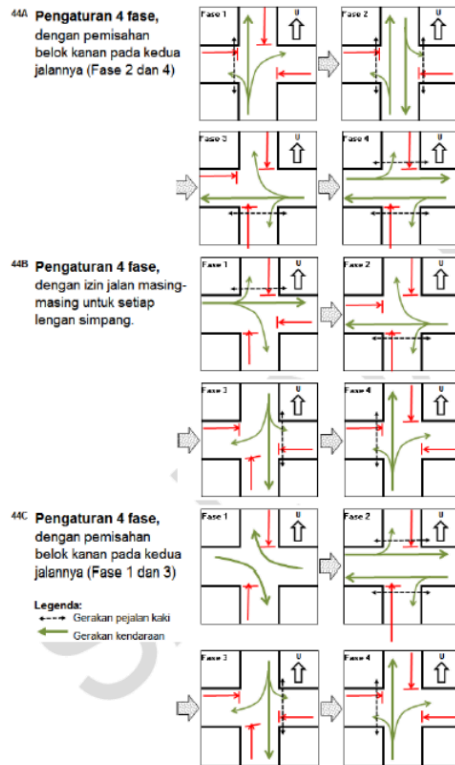 44A Pengaturan 4 fase,
dengan pemisahan
belok kanan pada kedua
jalannya (Fase 2 dan 4)
Fase 1
U
Fase 2
U
Fase 3
U
Fase 4
U
44B Pengaturan 4 fase,
dengan izin jalan masing-
masing untuk setiap
lengan simpang.
Fase 1
U
Fase 2
U
Fase 3
U
Fase 4
U
44C Pengaturan 4 fase,
dengan pemisahan
belok kanan pada kedua
jalannya (Fase 1 dan 3)
Legenda:
Gerakan pejalan kaki
Gerakan kendaraan
Fase 1
U
Fase 2
U
Fase 3
U
Fase 4
U